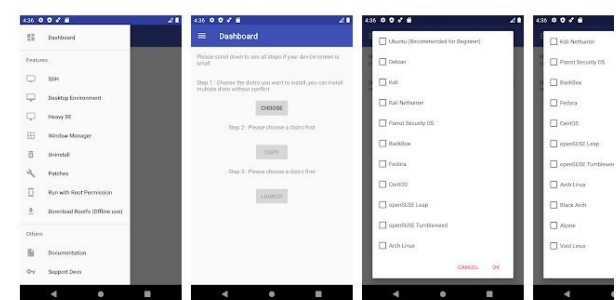 4:36
Dashboard
Features
SSH
Desktop Environment
Heavy DE
Window Manager
Uninstall
Patches
Run with Root Permission
Download Rootfs (Offline use)
Others
Documentation
Support Devs
4:36
Dashboard
Please scroll down to see all steps if your device screen is
small.
Step 1 : Choose the distro you want to install, you can install
multiple distro without conflict.
CHOOSE
Step 2 : Please choose a distro first
COPY
Step 3 : Please choose a distro first
LAUNCH
4:36
Ubuntu (Recommended for Beginner)
Debian
Kali
Kali Nethunter
Parrot Security OS
BackBox
Fedora
CentOS
openSUSE Leap
openSUSE Tumbleweed
Arch Linux
CANCEL OK
4:36
Kali Nethunter
Parrot Security OS
BackBox
Fedora
CentOS
openSUSE Leap
openSUSE Tumblewee
Arch Linux
Black Arch
Alpine
Void Linux